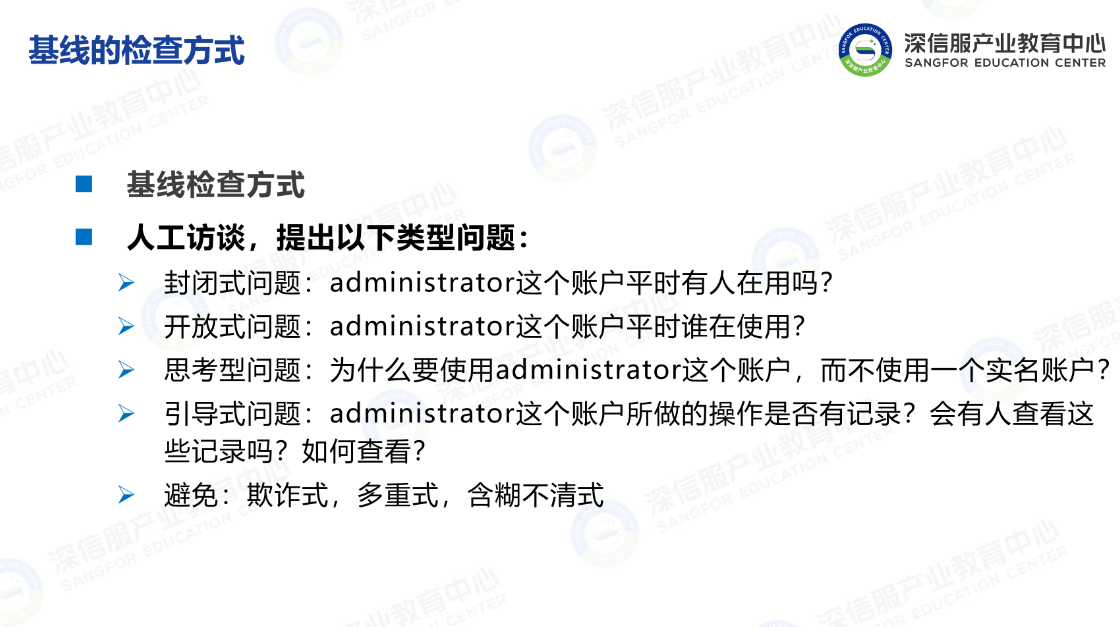 基线的检查方式
深信服产业教育中心
SANGFOR EDUCATION CENTER
基线检查方式
人工访谈，提出以下类型问题：
封闭式问题：administrator这个账户平时有人在用吗？
开放式问题：administrator这个账户平时谁在使用？
思考型问题：为什么要使用administrator这个账户，而不使用一个实名账户？
引导式问题：administrator这个账户所做的操作是否有记录？会有人查看这
些记录吗？如何查看？
避免：欺诈式，多重式，含糊不清式